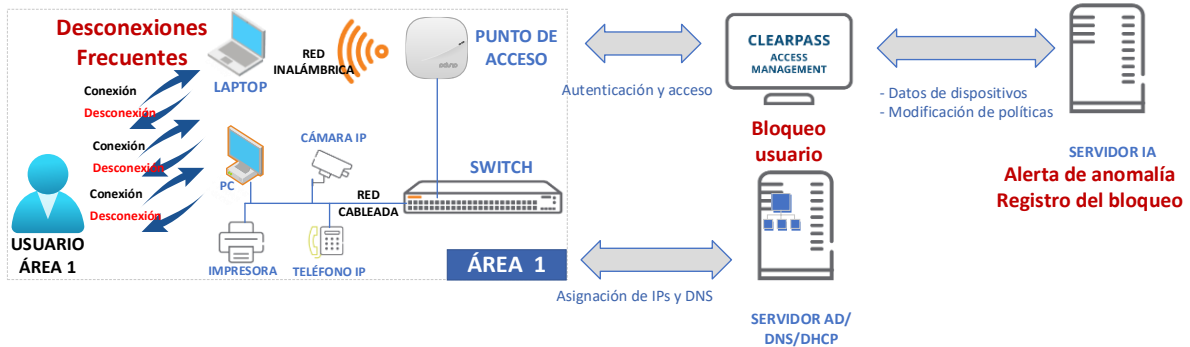 Desconexiones
Frecuentes
Conexión
Desconexión
Conexión
Desconexión
Conexión
Desconexión
USUARIO
ÁREA 1
LAPTOP
RED
INALÁMBRICA
PUNTO DE
ACCESO
PC
CÁMARA IP
RED
CABLEADA
SWITCH
IMPRESORA
TELÉFONO IP
ÁREA 1
Autenticación y acceso
CLEARPASS
ACCESS
MANAGEMENT
Bloqueo
usuario
- Datos de dispositivos
- Modificación de políticas
SERVIDOR IA
Alerta de anomalía
Registro del bloqueo
Asignación de IPs y DNS
SERVIDOR AD/
DNS/DHCP